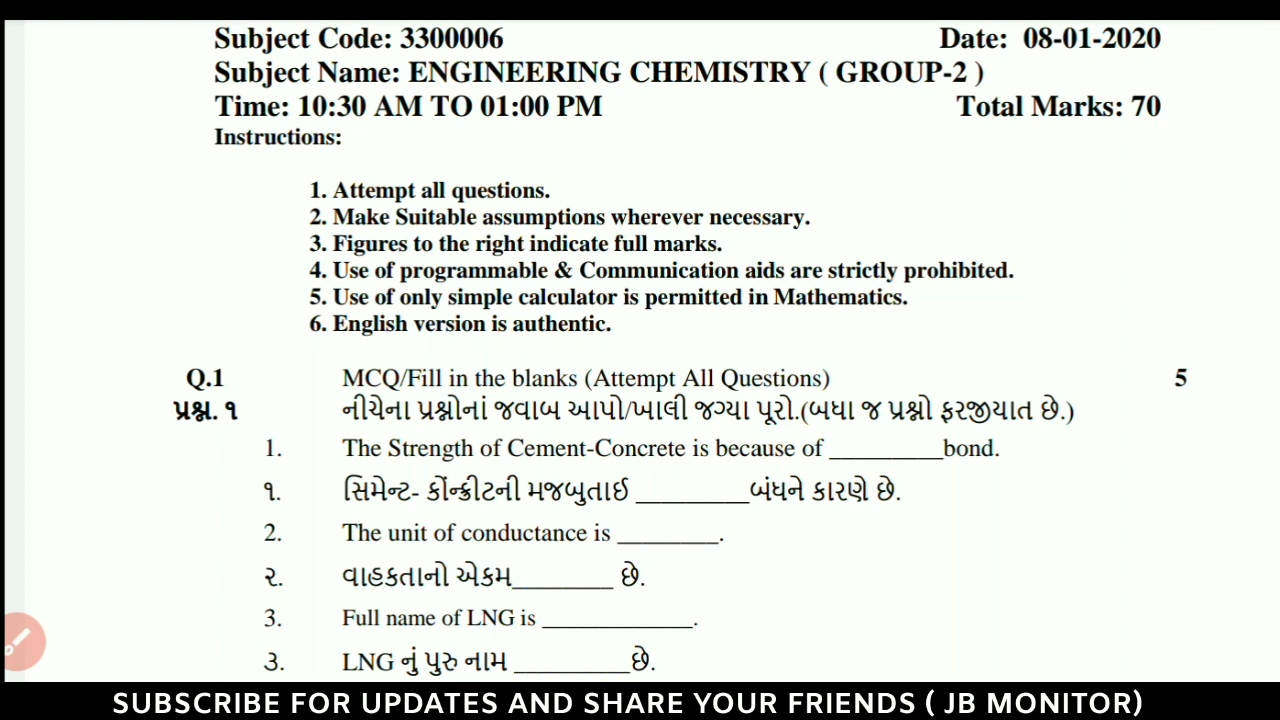 Subject Code: 3300006 Date: 08-01-2020
Subject Name: ENGINEERING CHEMISTRY ( GROUP-2 )
Time: 10:30 AM TO 01:00 PM Total Marks: 70
Instructions:
1. Attempt all questions.
2. Make Suitable assumptions wherever necessary.
3. Figures to the right indicate full marks.
4. Use of programmable & Communication aids are strictly prohibited.
5. Use of only simple calculator is permitted in Mathematics.
6. English version is authentic.
Q.1 MCQ/Fill in the blanks (Attempt All Questions) 5
પ્રશ્ન. ૧ નીચેના પ્રશ્નોનાં જવાબ આપો/ખાલી જગ્યા પૂરો.(બધા જ પ્રશ્નો ફરજીયાત છે.)
1. The Strength of Cement-Concrete is because of _________bond.
૧. સિમેન્ટ- કોંન્ક્રીટની મજબુતાઈ _________બંધને કારણે છે.
2. The unit of conductance is ________.
૨. વાહકતાનો એકમ________ છે.
3. Full name of LNG is ____________.
૩. LNG નું પુરુ નામ _________છે.
SUBSCRIBE FOR UPDATES AND SHARE YOUR FRIENDS ( JB MONITOR)